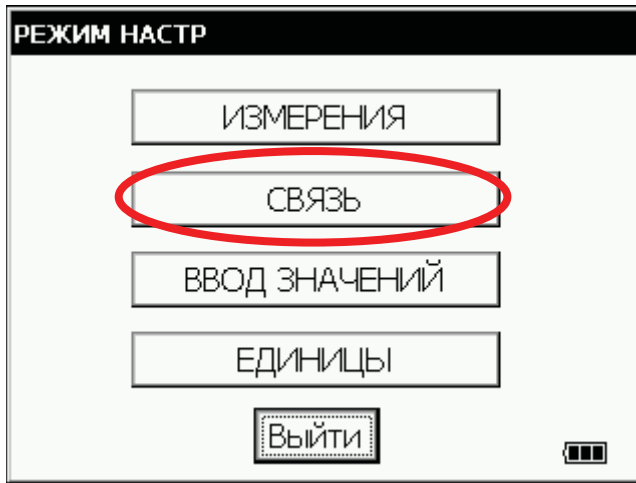 РЕЖИМ НАСТР
ИЗМЕРЕНИЯ
СВЯЗЬ
ВВОД ЗНАЧЕНИЙ
ЕДИНИЦЫ
Выйти